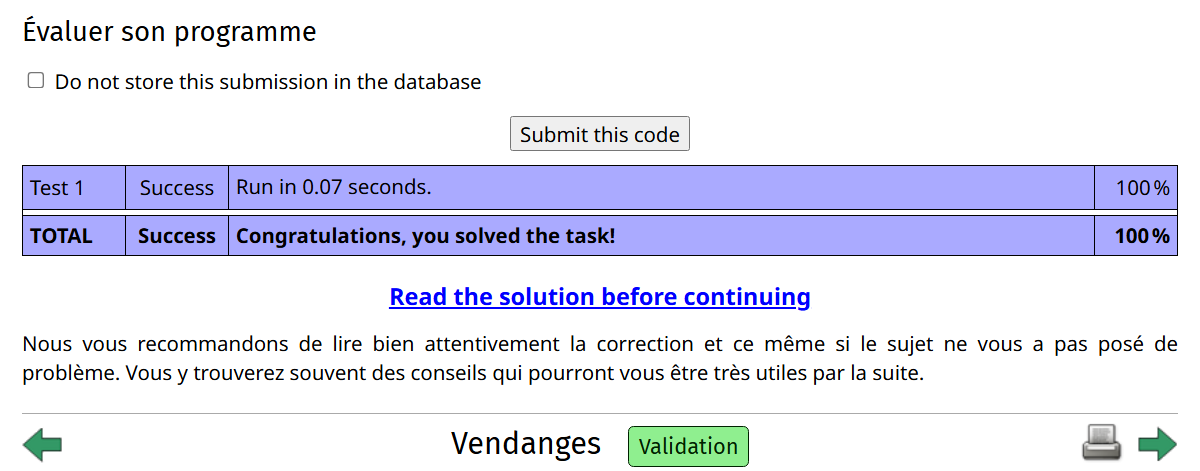 Évaluer son programme
Do not store this submission in the database
Submit this code
Test 1 Success Run in 0.07 seconds. 100 %
TOTAL Success Congratulations, you solved the task! 100 %
Read the solution before continuing
Nous vous recommandons de lire bien attentivement la correction et ce même si le sujet ne vous a pas posé de
problème. Vous y trouverez souvent des conseils qui pourront vous être très utiles par la suite.
Vendanges Validation